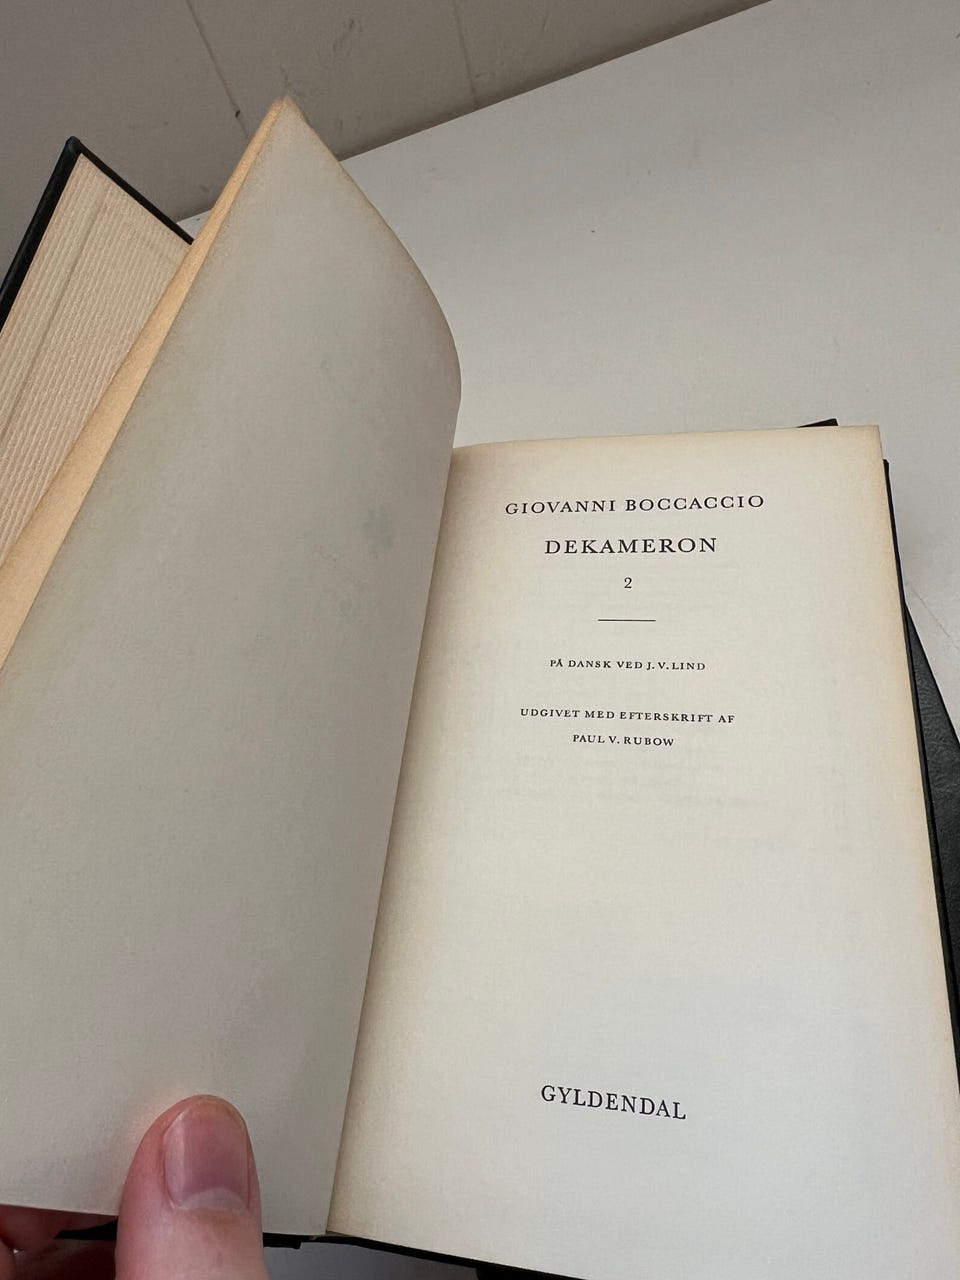 GIOVANNI BOCCACCIO
DEKAMERON
2
PÅ DANSK VED J. V. LIND
UDGIVET MED EFTERSKRIFT AF
PAUL V. RUBOW
GYLDENDAL